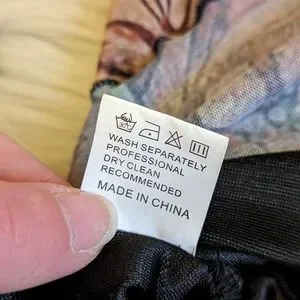 WASH SEPARATELY
PROFESSIONAL
DRY CLEAN
RECOMMENDED
MADE IN CHINA